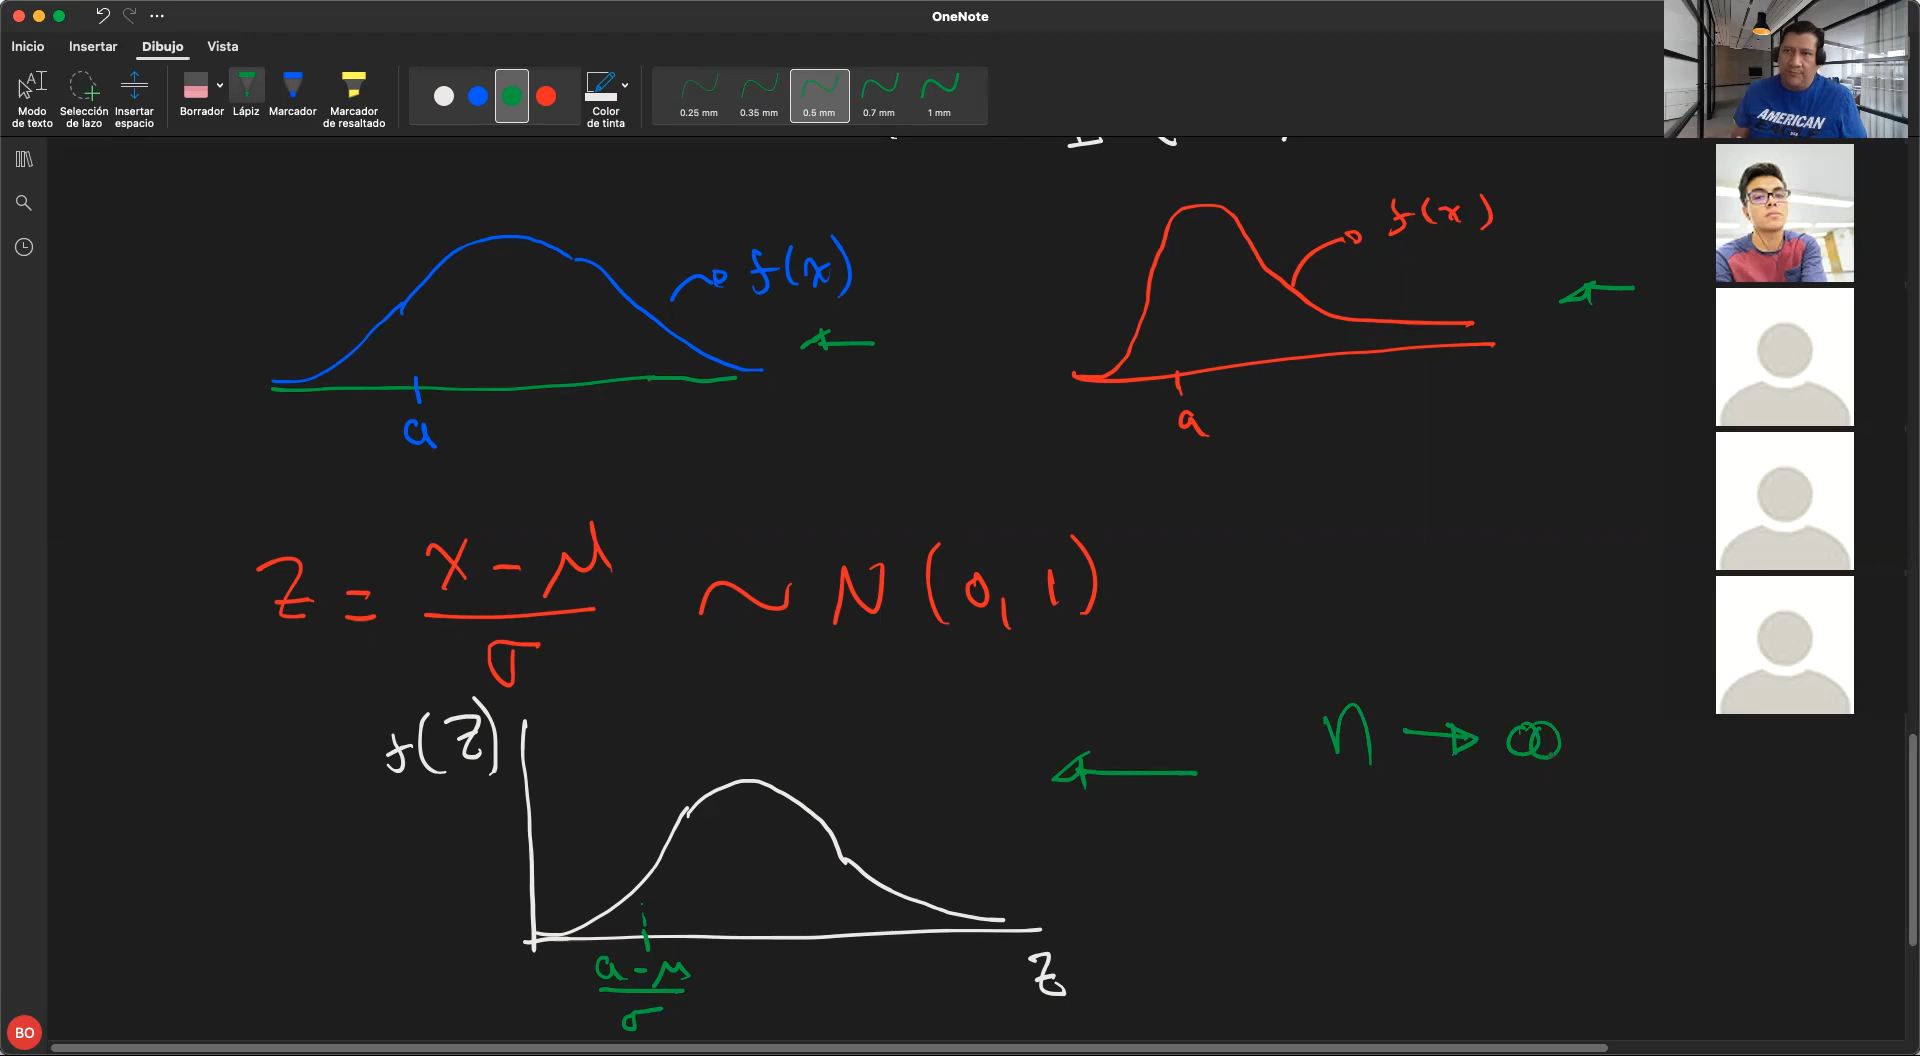 OneNote
Inicio Insertar Dibujo Vista
Modo de texto
Selección de lazo
Insertar espacio
Borrador
Lápiz
Marcador
Marcador de resaltado
Color de tinta
0.25 mm
0.35 mm
0.5 mm
0.7 mm
1 mm
AMERICAN
f(x)
a
f(x)
a
Z = x - μ / σ ~ N(0, 1)
f(Z)
n → ∞
a - μ / σ
Z
BO